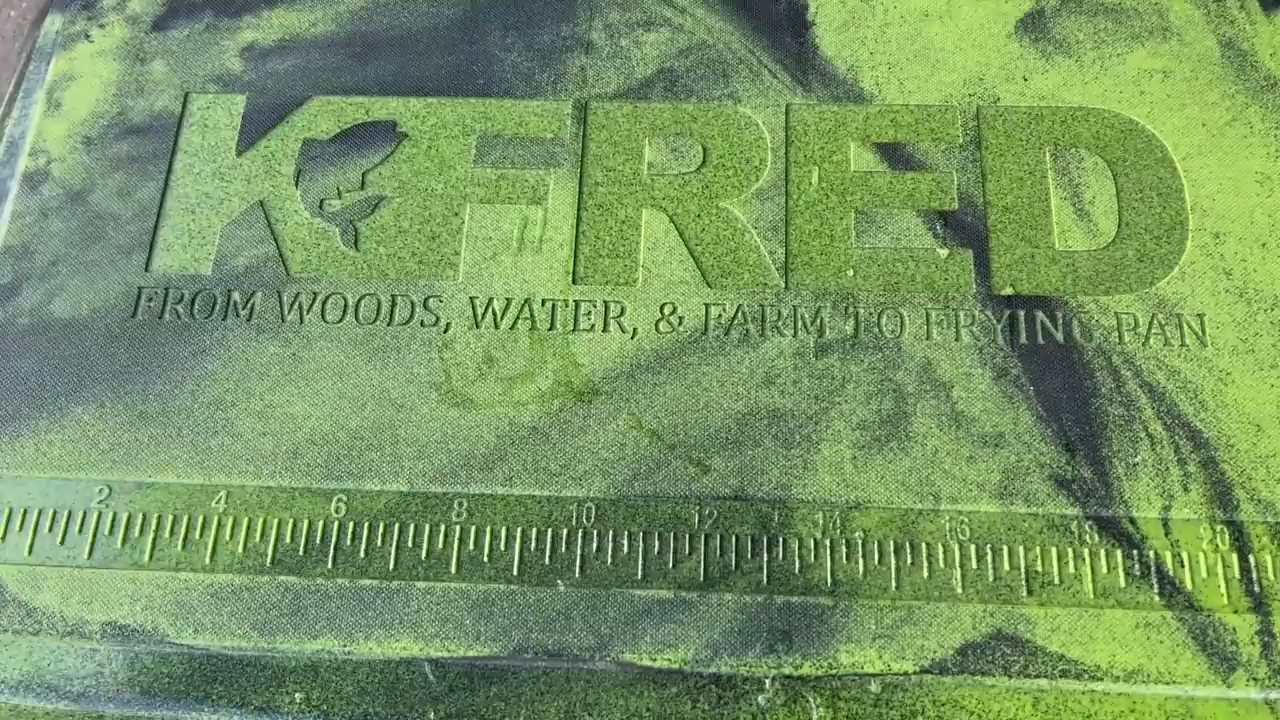 KFRED
FROM WOODS, WATER, & FARM TO FRYING PAN
2 4 6 8 10 12 14 16 18 20